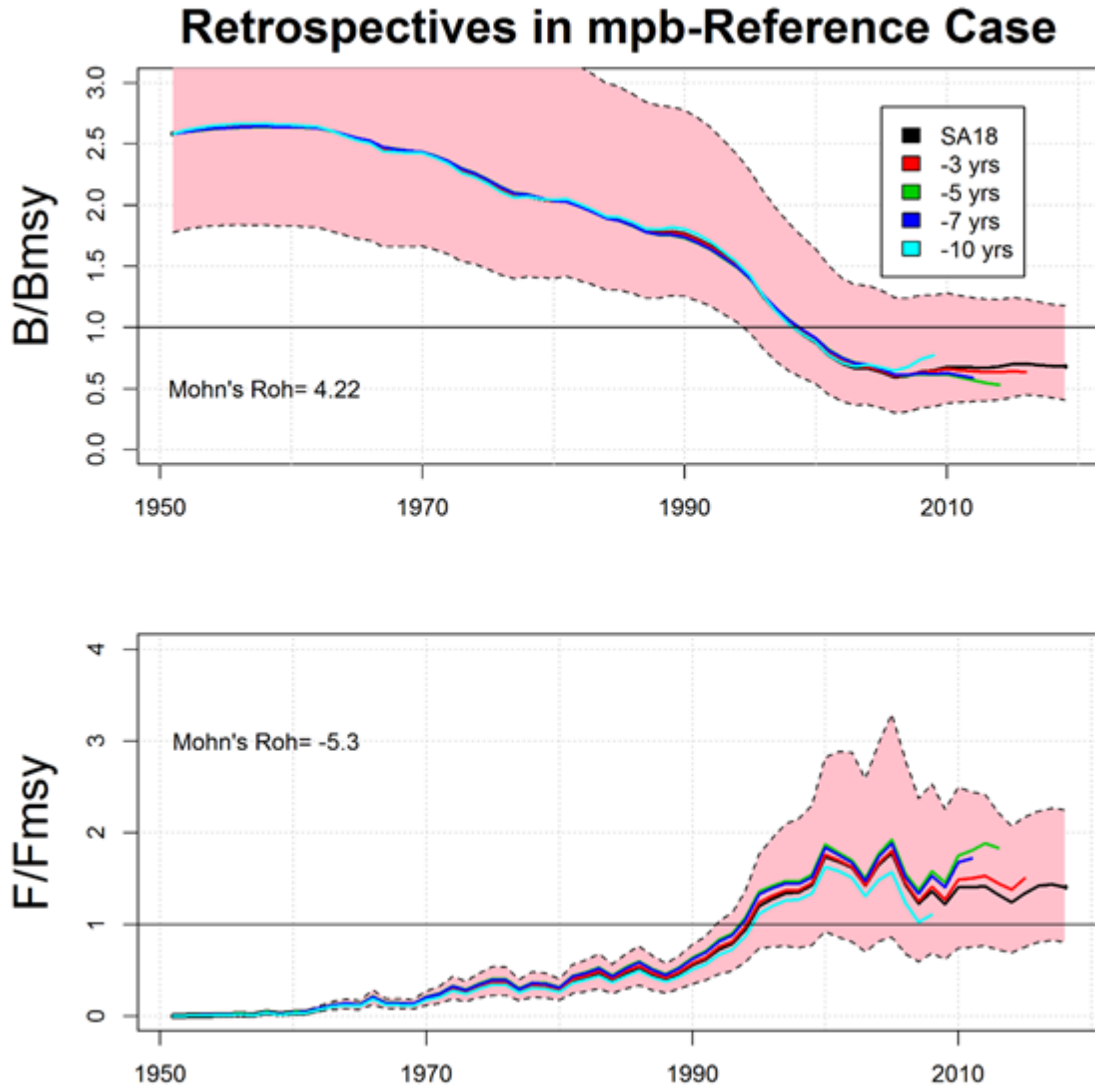 Retrospectives in mpb-Reference Case
B/Bmsy
3.0
2.5
2.0
1.5
1.0
0.5
0.0
SA18
-3 yrs
-5 yrs
-7 yrs
-10 yrs
Mohn's Roh= 4.22
1950 1970 1990 2010
F/Fmsy
4
3
2
1
0
Mohn's Roh= -5.3
1950 1970 1990 2010